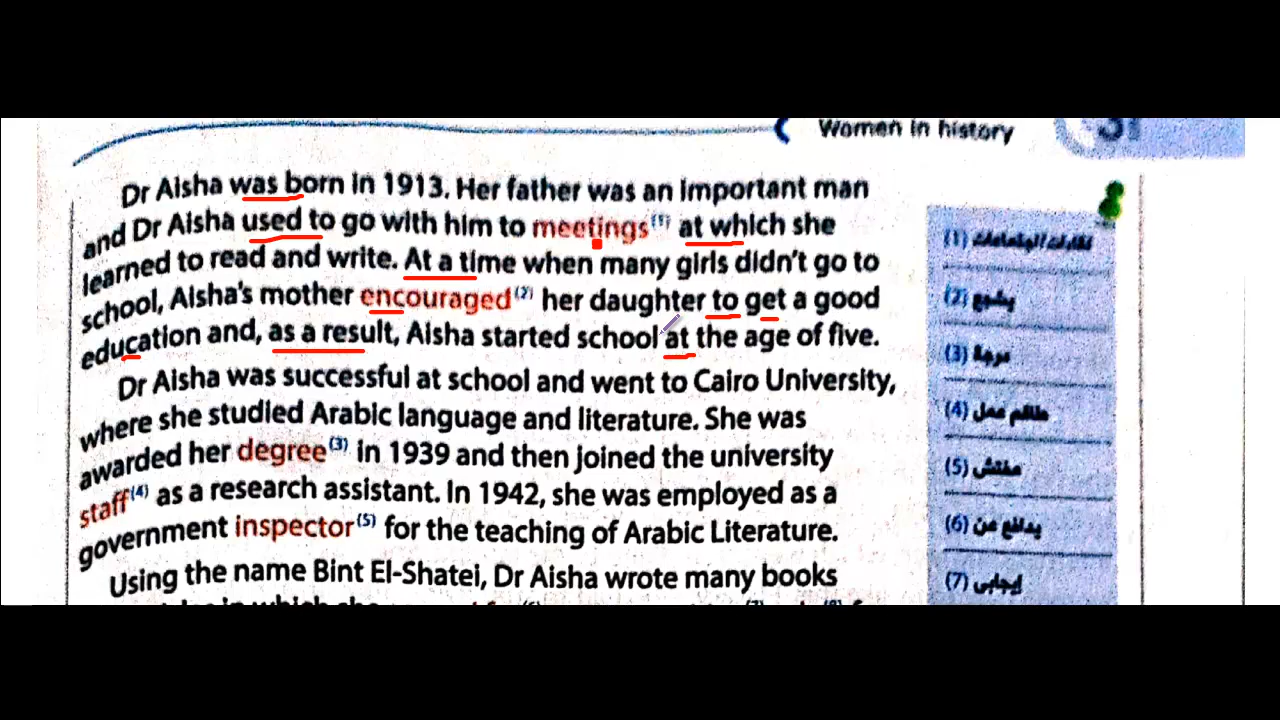 Women in history
Dr Aisha was born in 1913. Her father was an important man
and Dr Aisha used to go with him to meetings(1) at which she
learned to read and write. At a time when many girls didn't go to
school, Aisha's mother encouraged(2) her daughter to get a good
education and, as a result, Aisha started school at the age of five.
Dr Aisha was successful at school and went to Cairo University,
where she studied Arabic language and literature. She was
awarded her degree(3) in 1939 and then joined the university
staff(4) as a research assistant. In 1942, she was employed as a
government inspector(5) for the teaching of Arabic Literature.
Using the name Bint El-Shatei, Dr Aisha wrote many books
in which she
(1)
(2) يشجع
(3)
(4) طاقم عمل
(5) مفتش
(6) يدافع عن
(7) إيجابى